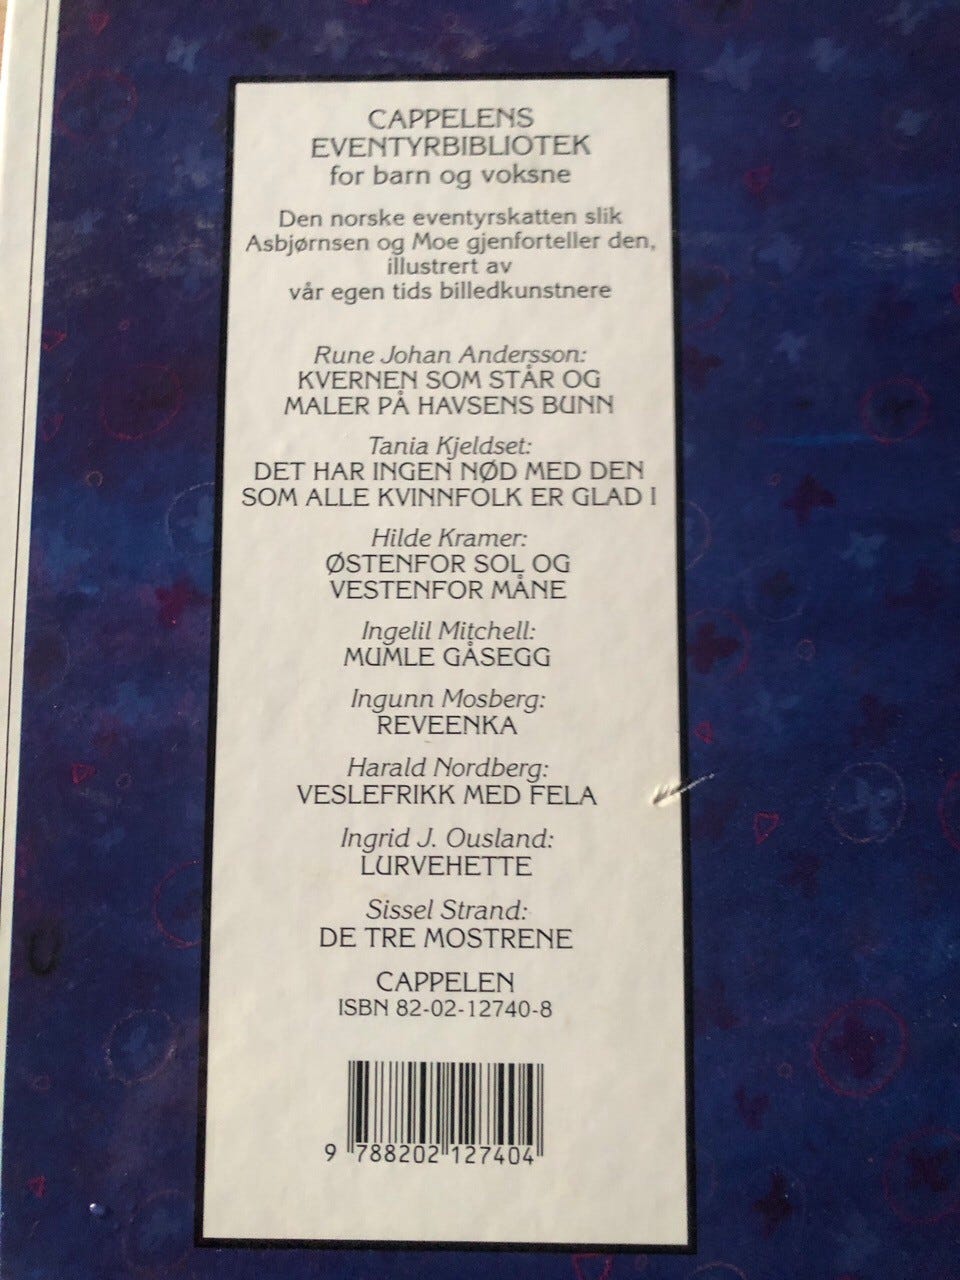 CAPPELENS
EVENTYRBIBLIOTEK
for barn og voksne
Den norske eventyrskatten slik
Asbjørnsen og Moe gjenforteller den,
illustrert av
vår egen tids billedkunstnere
Rune Johan Andersson:
KVERNEN SOM STÅR OG
MALER PÅ HAVSENS BUNN
Tania Kjeldset:
DET HAR INGEN NØD MED DEN
SOM ALLE KVINNFOLK ER GLAD I
Hilde Kramer:
ØSTENFOR SOL OG
VESTENFOR MÅNE
Ingelil Mitchell:
MUMLE GÅSEGG
Ingunn Mosberg:
REVEENKA
Harald Nordberg:
VESLEFRIKK MED FELA
Ingrid J. Ousland:
LURVEHETTE
Sissel Strand:
DE TRE MOSTRENE
CAPPELEN
ISBN 82-02-12740-8
9 788202 127404